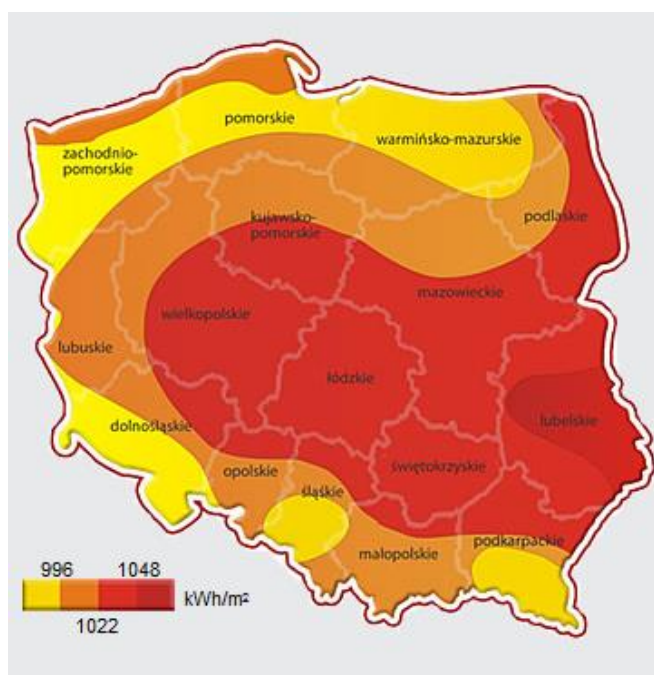 pomorskie
warmińsko-mazurskie
zachodnio-
pomorskie
kujawsko-
pomorskie
podlaskie
mazowieckie
wielkopolskie
lubuskie
łódzkie
lubelskie
dolnośląskie
opolskie
śląskie
świętokrzyskie
podkarpackie
małopolskie
996 1048
kWh/m²
1022